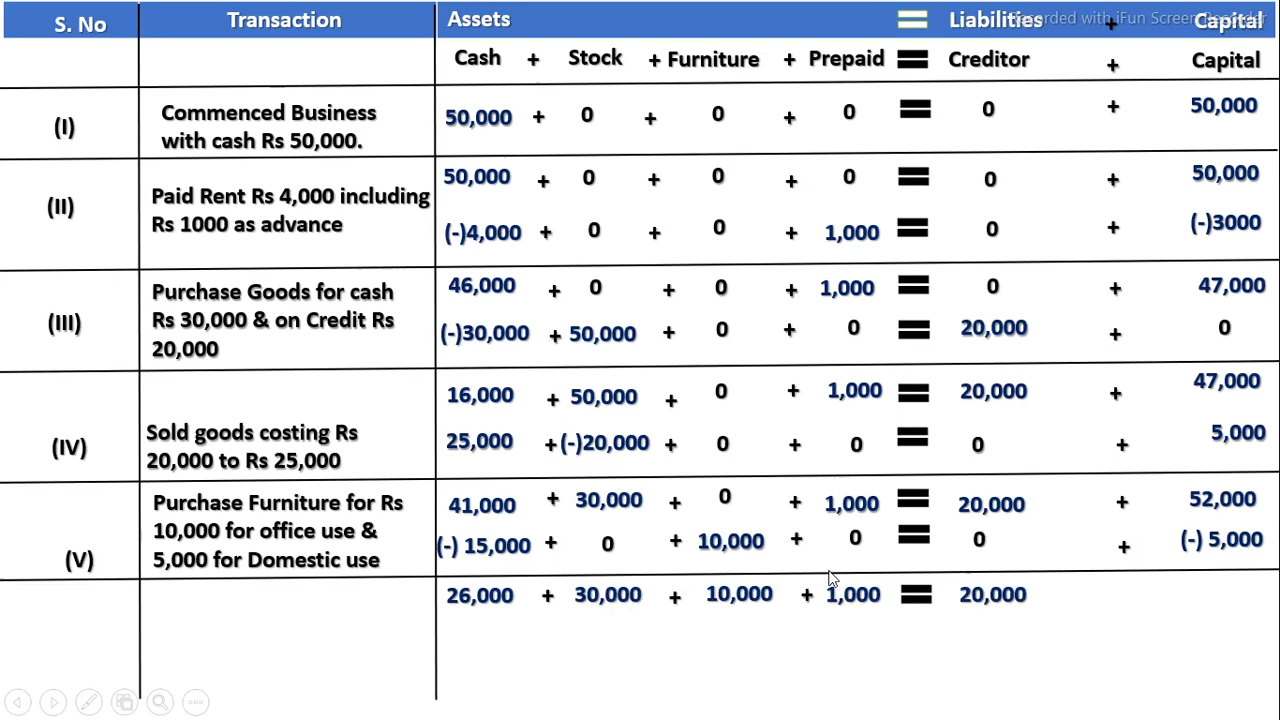 S. No Transaction Assets = Liabilities + Capital
Recorded with iFun Screen Recorder
Cash + Stock + Furniture + Prepaid = Creditor + Capital
(I) Commenced Business with cash Rs 50,000. 50,000 + 0 + 0 + 0 = 0 + 50,000
(II) Paid Rent Rs 4,000 including Rs 1000 as advance
50,000 + 0 + 0 + 0 = 0 + 50,000
(-)4,000 + 0 + 0 + 1,000 = 0 + (-)3000
(III) Purchase Goods for cash Rs 30,000 & on Credit Rs 20,000
46,000 + 0 + 0 + 1,000 = 0 + 47,000
(-)30,000 + 50,000 + 0 + 0 = 20,000 + 0
(IV) Sold goods costing Rs 20,000 to Rs 25,000
16,000 + 50,000 + 0 + 1,000 = 20,000 + 47,000
25,000 + (-)20,000 + 0 + 0 = 0 + 5,000
(V) Purchase Furniture for Rs 10,000 for office use & 5,000 for Domestic use
41,000 + 30,000 + 0 + 1,000 = 20,000 + 52,000
(-) 15,000 + 0 + 10,000 + 0 = 0 + (-) 5,000
26,000 + 30,000 + 10,000 + 1,000 = 20,000